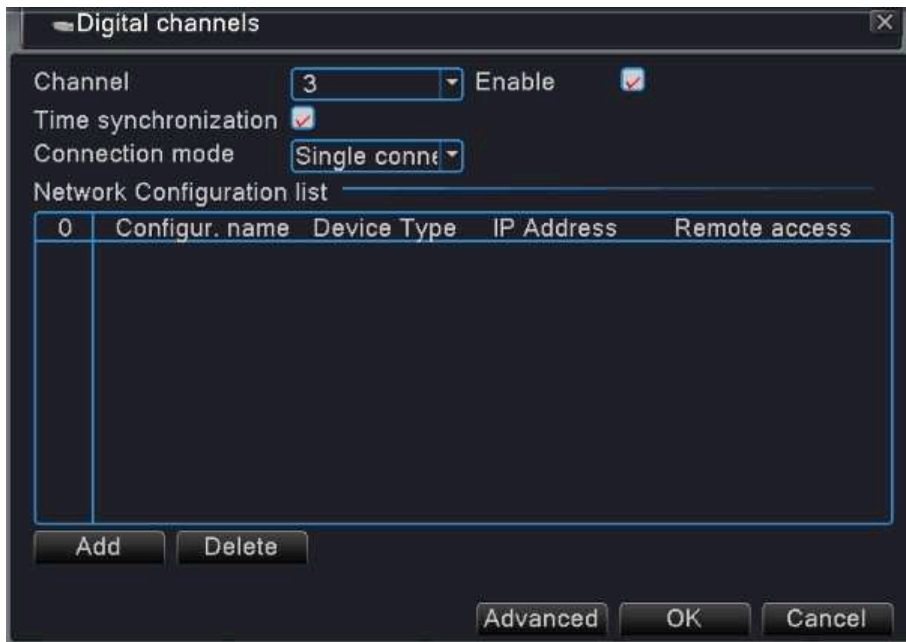 Digital channels
Channel 3 Enable
Time synchronization
Connection mode Single conne
Network Configuration list
0 Configur. name Device Type IP Address Remote access
Add Delete
Advanced OK Cancel